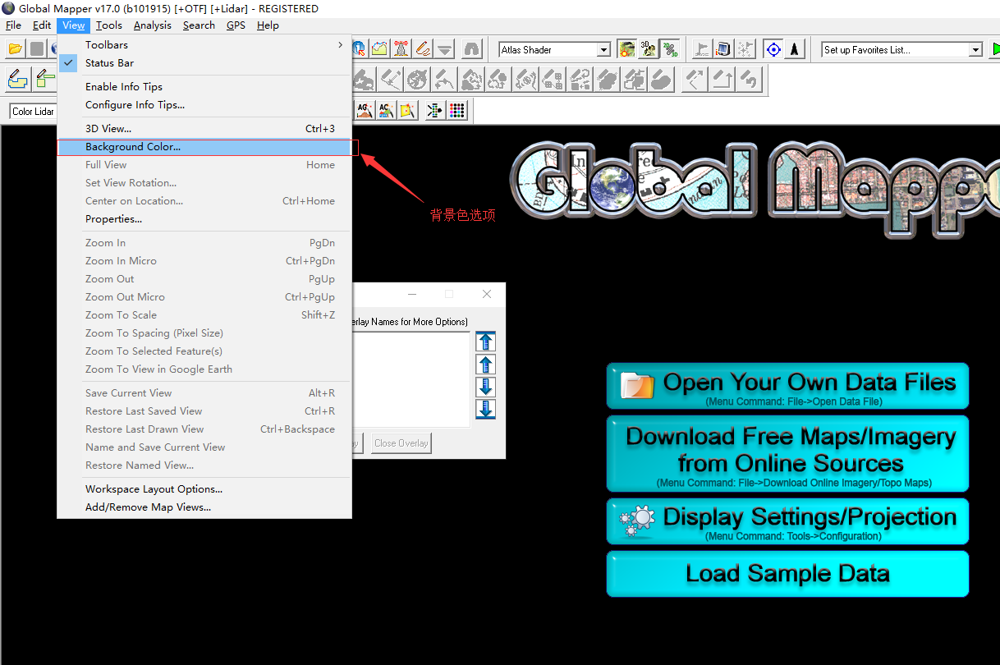 Global Mapper v17.0 (b101915) [+OTF] [+Lidar] - REGISTERED
File Edit View Tools Analysis Search GPS Help
Atlas Shader
3D
Set up Favorites List...
Color Lidar
AG
AC
Toolbars
Status Bar
Enable Info Tips
Configure Info Tips...
3D View... Ctrl+3
Background Color...
Full View Home
Set View Rotation...
Center on Location... Ctrl+Home
Properties...
Zoom In PgDn
Zoom In Micro Ctrl+PgDn
Zoom Out PgUp
Zoom Out Micro Ctrl+PgUp
Zoom To Scale Shift+Z
Zoom To Spacing (Pixel Size)
Zoom To Selected Feature(s)
Zoom To View in Google Earth
Save Current View Alt+R
Restore Last Saved View Ctrl+R
Restore Last Drawn View Ctrl+Backspace
Name and Save Current View
Restore Named View...
Workspace Layout Options...
Add/Remove Map Views...
背景色选项
Global Mappe
erlay Names for More Options)
Close Overlay
Open Your Own Data Files
(Menu Command: File->Open Data File)
Download Free Maps/Imagery
from Online Sources
(Menu Command: File->Download Online Imagery/Topo Maps)
Display Settings/Projection
(Menu Command: Tools->Configuration)
Load Sample Data